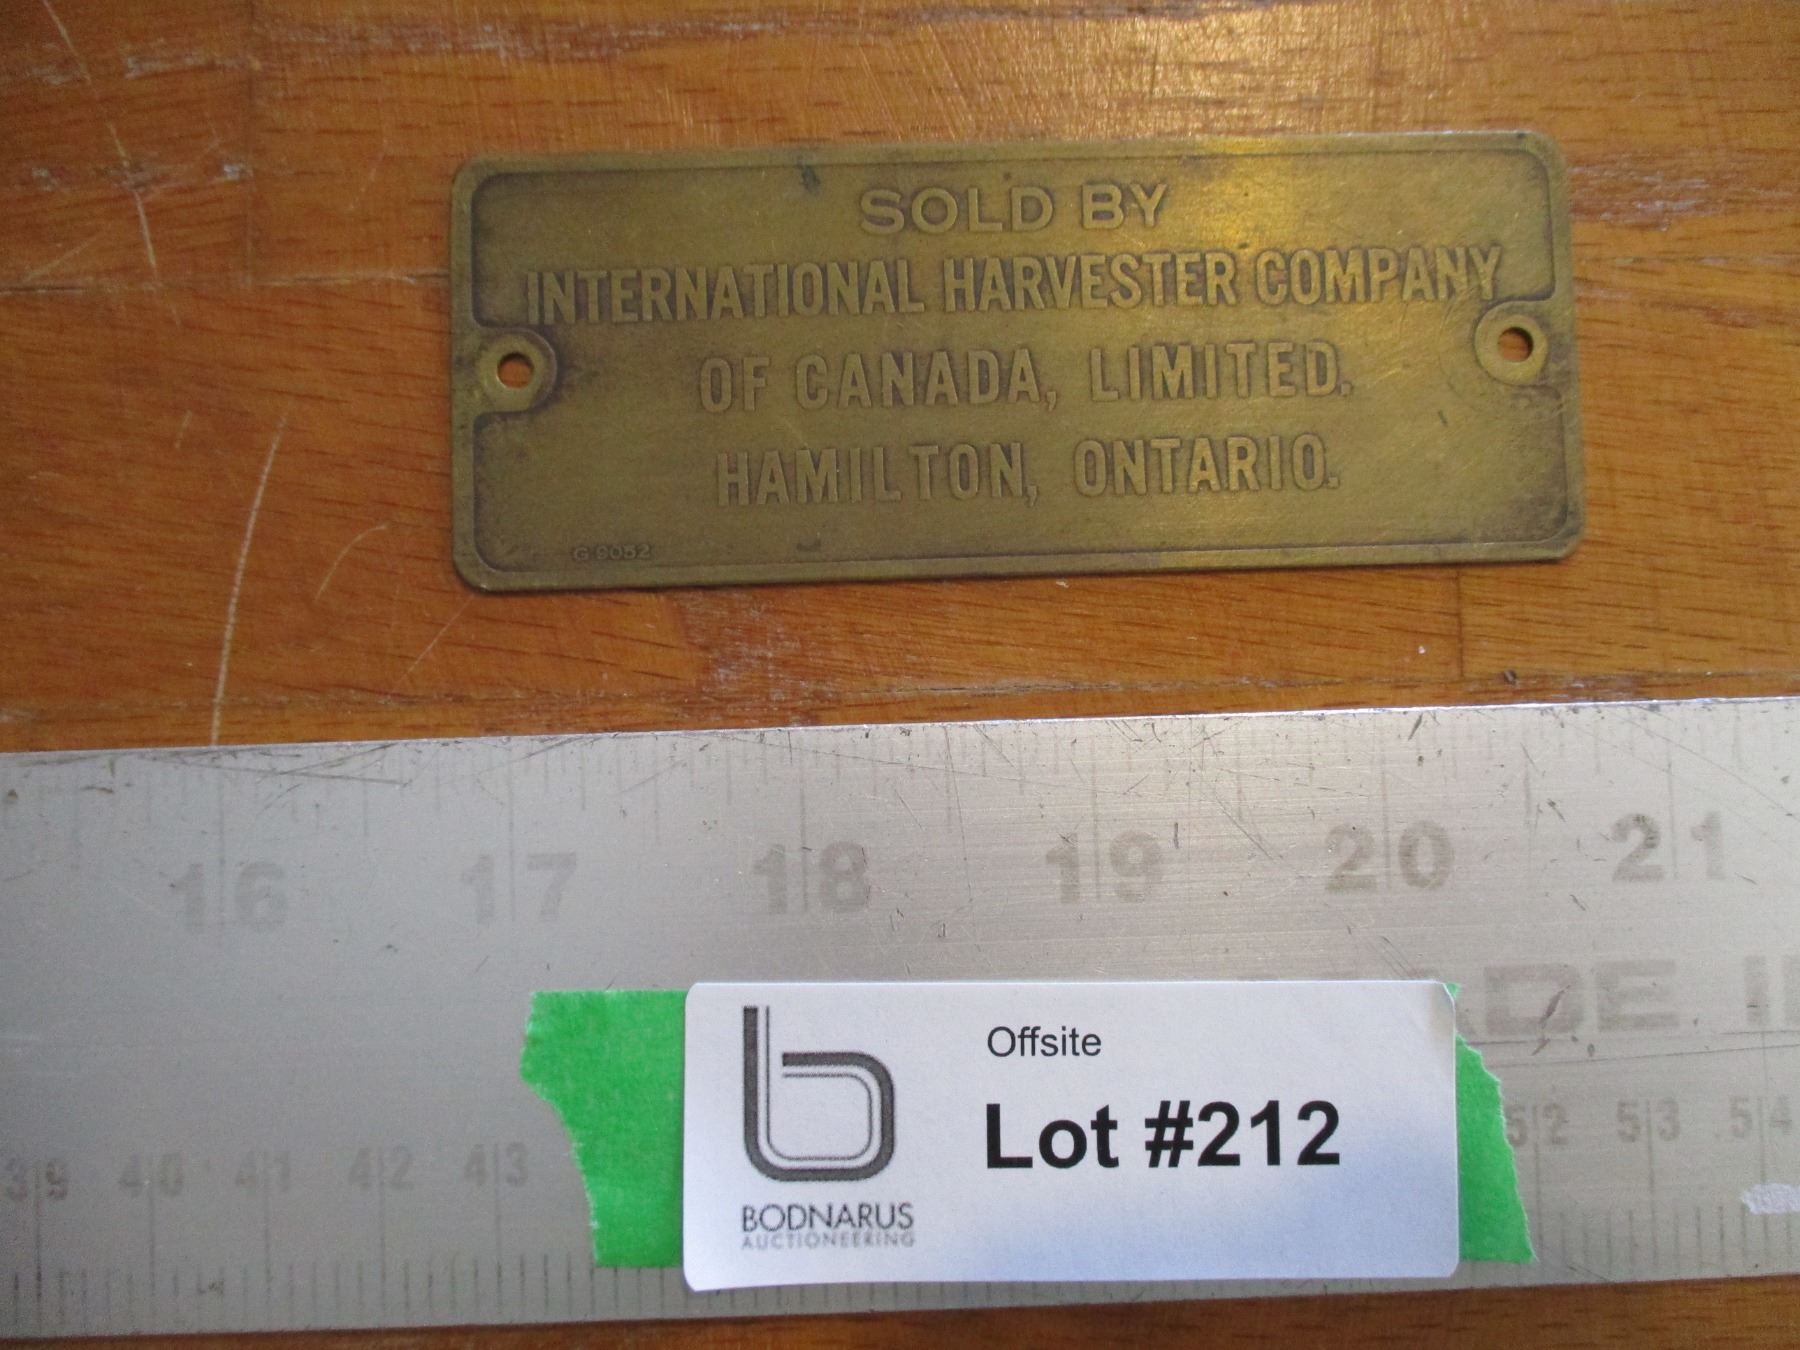 SOLD BY
INTERNATIONAL HARVESTER COMPANY
OF CANADA, LIMITED.
HAMILTON, ONTARIO.
G 9052
16 17 18 19 20 21
ADE I
Offsite
Lot #212
BODNARUS
AUCTIONEERING
39 40 41 42 43 52 53 54